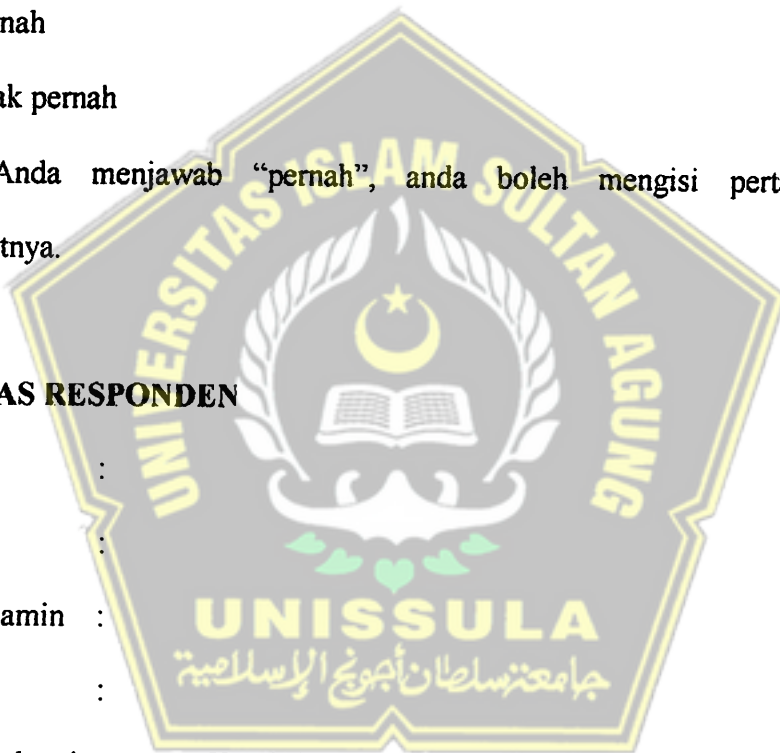 nah
ak pernah
Anda menjawab “pernah”, anda boleh mengisi pert
tnya.
UNIVERSITAS ISLAM SULTAN AGUNG
AS RESPONDEN
:
:
amin :
UNISSULA
جامعة سلطان أجونج الإسلامية
: